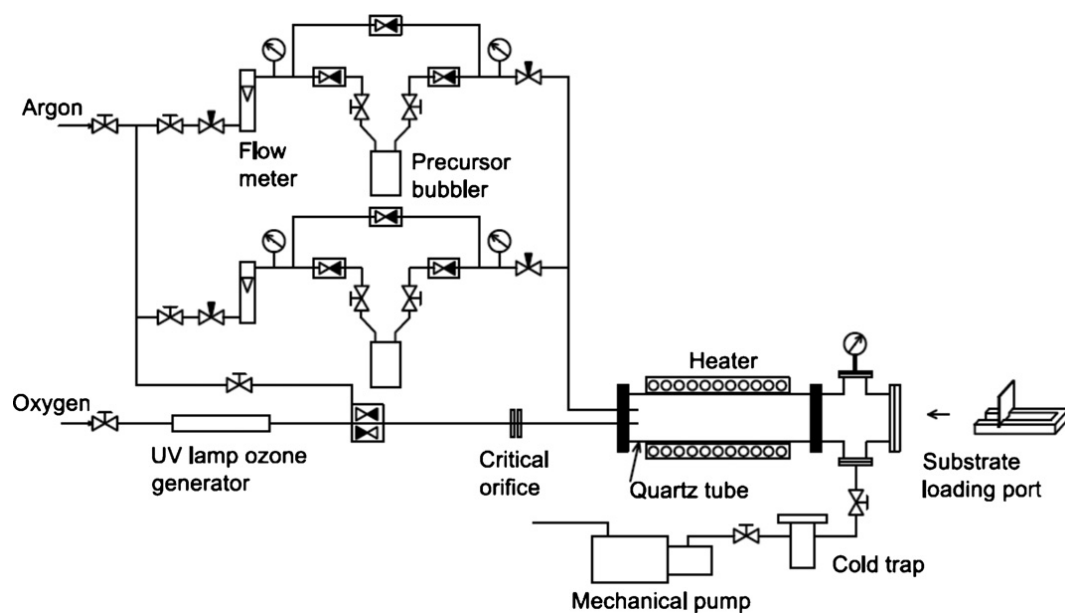 Argon
Flow
meter
Precursor
bubbler
Heater
Oxygen
UV lamp ozone
generator
Critical
orifice
Quartz tube
Substrate
loading port
Cold trap
Mechanical pump